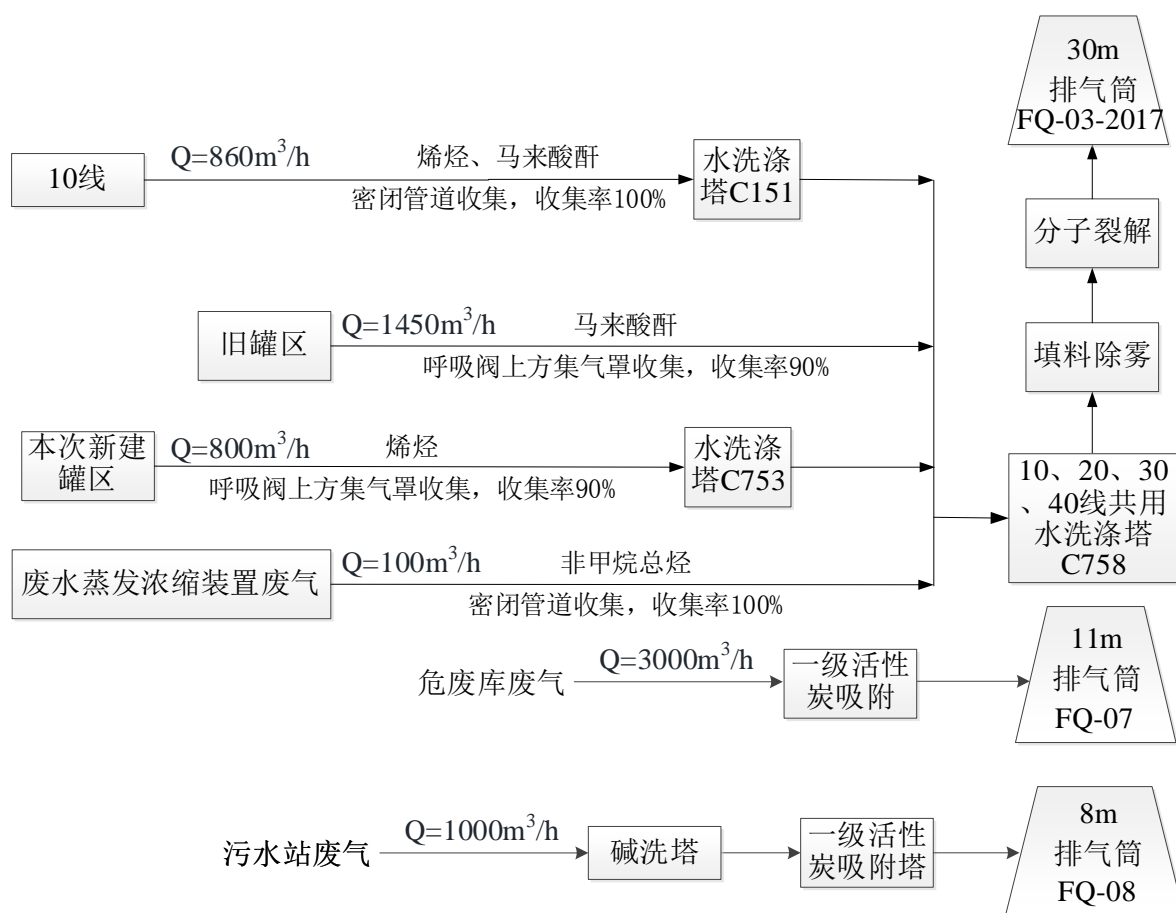 30m
排气筒
FQ-03-2017
10线
Q=860m³/h
烯烃、马来酸酐
密闭管道收集，收集率100%
水洗涤
塔C151
分子裂解
旧罐区
Q=1450m³/h
马来酸酐
呼吸阀上方集气罩收集，收集率90%
填料除雾
本次新建
罐区
Q=800m³/h
烯烃
呼吸阀上方集气罩收集，收集率90%
水洗涤
塔C753
10、20、30
、40线共用
水洗涤塔
C758
废水蒸发浓缩装置废气
Q=100m³/h
非甲烷总烃
密闭管道收集，收集率100%
危废库废气
Q=3000m³/h
一级活性
炭吸附
11m
排气筒
FQ-07
污水站废气
Q=1000m³/h
碱洗塔
一级活性
炭吸附塔
8m
排气筒
FQ-08